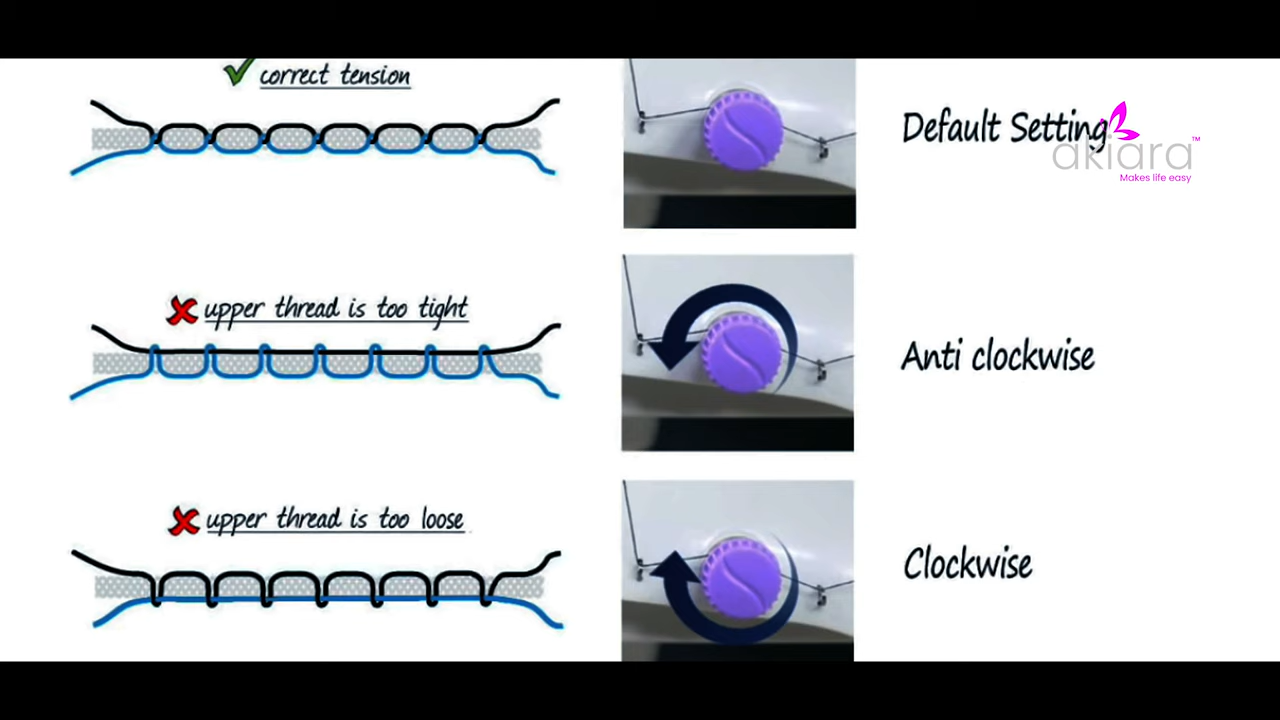 correct tension
Default Setting
akiara™
Makes life easy
upper thread is too tight
Anti clockwise
upper thread is too loose
Clockwise